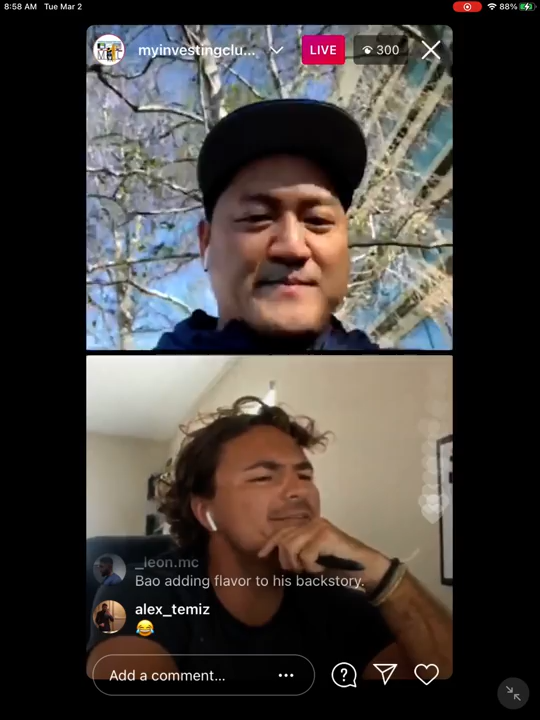 8:58 AM Tue Mar 2
88%
myinvestingclu...
LIVE
300
_leon.mc
Bao adding flavor to his backstory.
alex_temiz
😂
Add a comment...